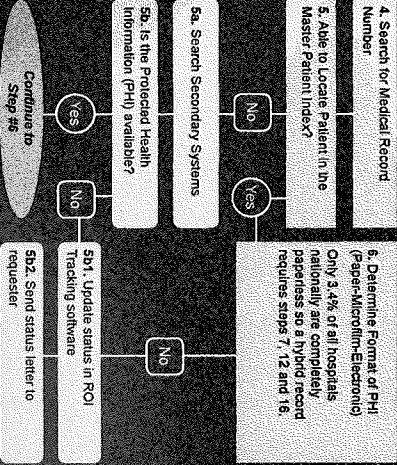 4. Search for Medical Record
Number
5. Able to Locate Patient in the
Master Patient Index?
No
Yes
5a. Search Secondary Systems
5b. Is the Protected Health
Information (PHI) available?
Yes
No
Continue to
Step #6
6. Determine Format of PHI
(Paper-Microfilm-Electronic)
Only 3.4% of all hospitals
nationally are completely
paperless so a hybrid record
requires steps 7, 12 and 16.
No
5b1. Update status in ROI
Tracking software
5b2. Send status letter to
requester